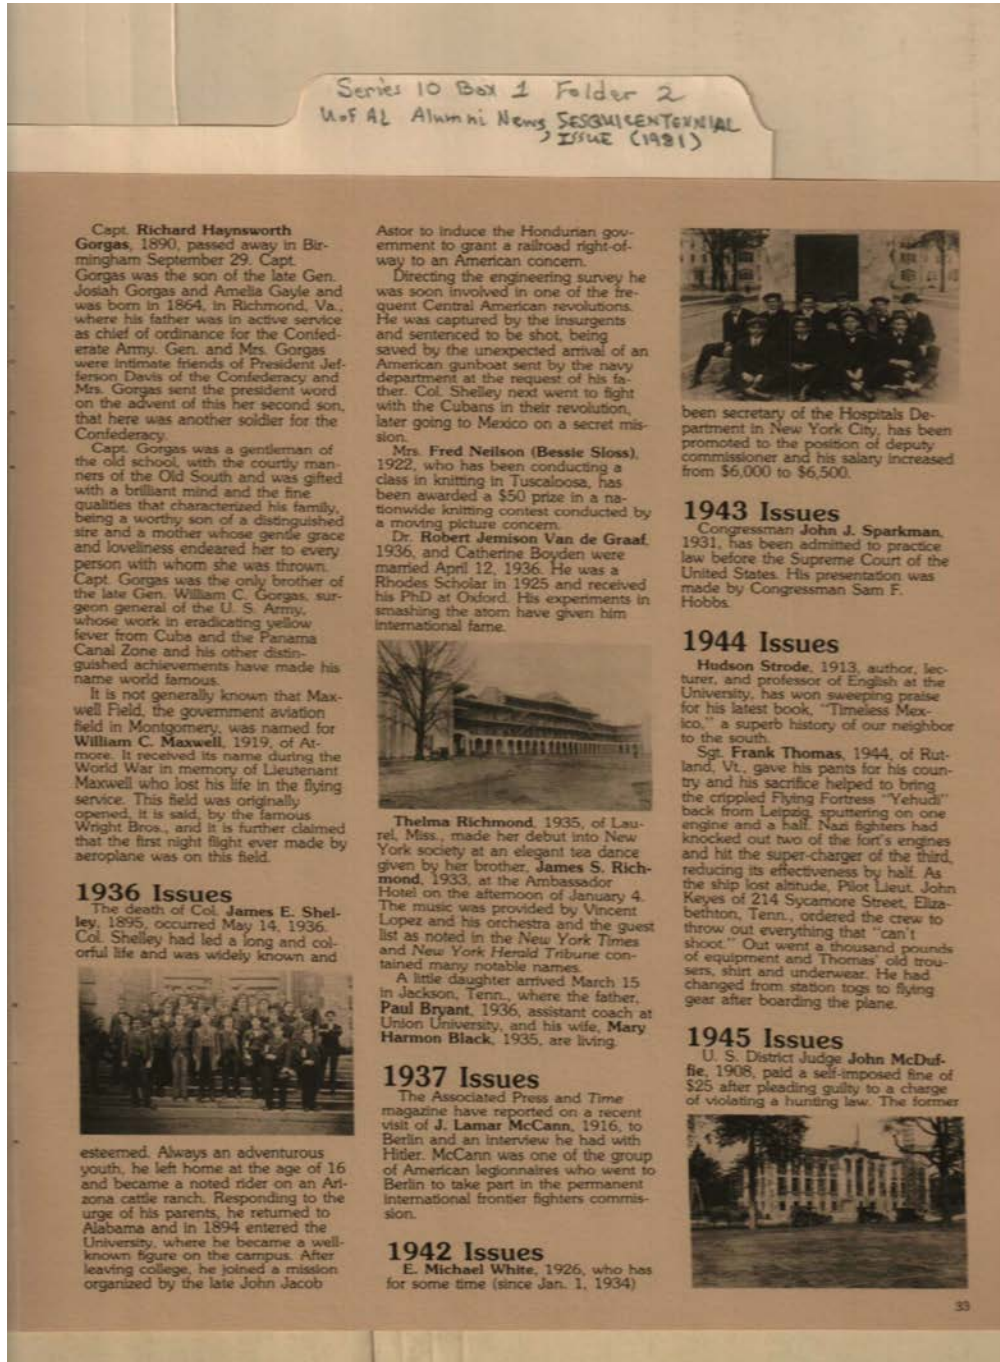 Series 10 Box 1 Folder 2
U of AL Alumni News, SESQUICENTENNIAL
ISSUE (1981)
Capt. Richard Haynsworth
Gorgas, 1890, passed away in Bir-
mingham September 29. Capt.
Gorgas was the son of the late Gen.
Josiah Gorgas and Amelia Gayle and
was born in 1864, in Richmond, Va.,
where his father was in active service
as chief of ordinance for the Confed-
erate Army. Gen. and Mrs. Gorgas
were intimate friends of President Jef-
ferson Davis of the Confederacy and
Mrs. Gorgas sent the president word
on the advent of this her second son,
that here was another soldier for the
Confederacy.
Capt. Gorgas was a gentleman of
the old school, with the courtly man-
ners of the Old South and was gifted
with a brilliant mind and the fine
qualities that characterized his family,
being a worthy son of a distinguished
sire and a mother whose gentle grace
and loveliness endeared her to every
person with whom she was thrown.
Capt. Gorgas was the only brother of
the late Gen. William C. Gorgas, sur-
geon general of the U. S. Army,
whose work in eradicating yellow
fever from Cuba and the Panama
Canal Zone and his other distin-
guished achievements have made his
name world famous.
It is not generally known that Max-
well Field, the government aviation
field in Montgomery, was named for
William C. Maxwell, 1919, of At-
more. It received its name during the
World War in memory of Lieutenant
Maxwell who lost his life in the flying
service. This field was originally
opened, it is said, by the famous
Wright Bros., and it is further claimed
that the first night flight ever made by
aeroplane was on this field.
1936 Issues
The death of Col. James E. Shel-
ley, 1895, occurred May 14, 1936.
Col. Shelley had led a long and col-
orful life and was widely known and
esteemed. Always an adventurous
youth, he left home at the age of 16
and became a noted rider on an Ari-
zona cattle ranch. Responding to the
urge of his parents, he returned to
Alabama and in 1894 entered the
University, where he became a well-
known figure on the campus. After
leaving college, he joined a mission
organized by the late John Jacob
Astor to induce the Hondurian gov-
ernment to grant a railroad right-of-
way to an American concern.
Directing the engineering survey he
was soon involved in one of the fre-
quent Central American revolutions.
He was captured by the insurgents
and sentenced to be shot, being
saved by the unexpected arrival of an
American gunboat sent by the navy
department at the request of his fa-
ther. Col. Shelley next went to fight
with the Cubans in their revolution,
later going to Mexico on a secret mis-
sion.
Mrs. Fred Neilson (Bessie Sloss),
1922, who has been conducting a
class in knitting in Tuscaloosa, has
been awarded a $50 prize in a na-
tionwide knitting contest conducted by
a moving picture concern.
Dr. Robert Jemison Van de Graaf,
1936, and Catherine Boyden were
married April 12, 1936. He was a
Rhodes Scholar in 1925 and received
his PhD at Oxford. His experiments in
smashing the atom have given him
international fame.
Thelma Richmond, 1935, of Lau-
rel, Miss., made her debut into New
York society at an elegant tea dance
given by her brother, James S. Rich-
mond, 1933, at the Ambassador
Hotel on the afternoon of January 4.
The music was provided by Vincent
Lopez and his orchestra and the guest
list as noted in the New York Times
and New York Herald Tribune con-
tained many notable names.
A little daughter arrived March 15
in Jackson, Tenn., where the father,
Paul Bryant, 1936, assistant coach at
Union University, and his wife, Mary
Harmon Black, 1935, are living.
1937 Issues
The Associated Press and Time
magazine have reported on a recent
visit of J. Lamar McCann, 1916, to
Berlin and an interview he had with
Hitler. McCann was one of the group
of American legionnaires who went to
Berlin to take part in the permanent
international frontier fighters commis-
sion.
1942 Issues
E. Michael White, 1926, who has
for some time (since Jan. 1, 1934)
been secretary of the Hospitals De-
partment in New York City, has been
promoted to the position of deputy
commissioner and his salary increased
from $6,000 to $6,500.
1943 Issues
Congressman John J. Sparkman,
1931, has been admitted to practice
law before the Supreme Court of the
United States. His presentation was
made by Congressman Sam F.
Hobbs.
1944 Issues
Hudson Strode, 1913, author, lec-
turer, and professor of English at the
University, has won sweeping praise
for his latest book, "Timeless Mex-
ico," a superb history of our neighbor
to the south.
Sgt. Frank Thomas, 1944, of Rut-
land, Vt., gave his pants for his coun-
try and his sacrifice helped to bring
the crippled Flying Fortress "Yehudi"
back from Leipzig, sputtering on one
engine and a half. Nazi fighters had
knocked out two of the fort's engines
and hit the super-charger of the third,
reducing its effectiveness by half. As
the ship lost altitude, Pilot Lieut. John
Keyes of 214 Sycamore Street, Eliza-
bethton, Tenn., ordered the crew to
throw out everything that "can't
shoot." Out went a thousand pounds
of equipment and Thomas' old trou-
sers, shirt and underwear. He had
changed from station togs to flying
gear after boarding the plane.
1945 Issues
U. S. District Judge John McDuf-
fie, 1908, paid a self-imposed fine of
$25 after pleading guilty to a charge
of violating a hunting law. The former
33